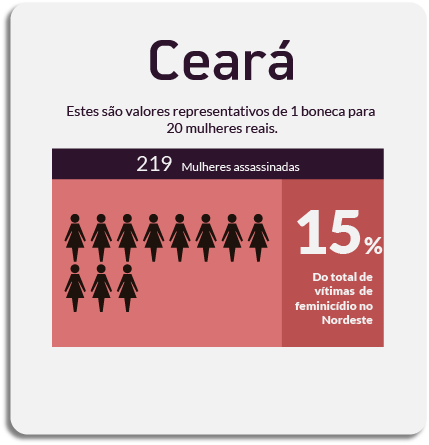 Ceará
Estes são valores representativos de 1 boneca para
20 mulheres reais.
219 Mulheres assassinadas
15%
Do total de
vítimas de
feminicídio no
Nordeste